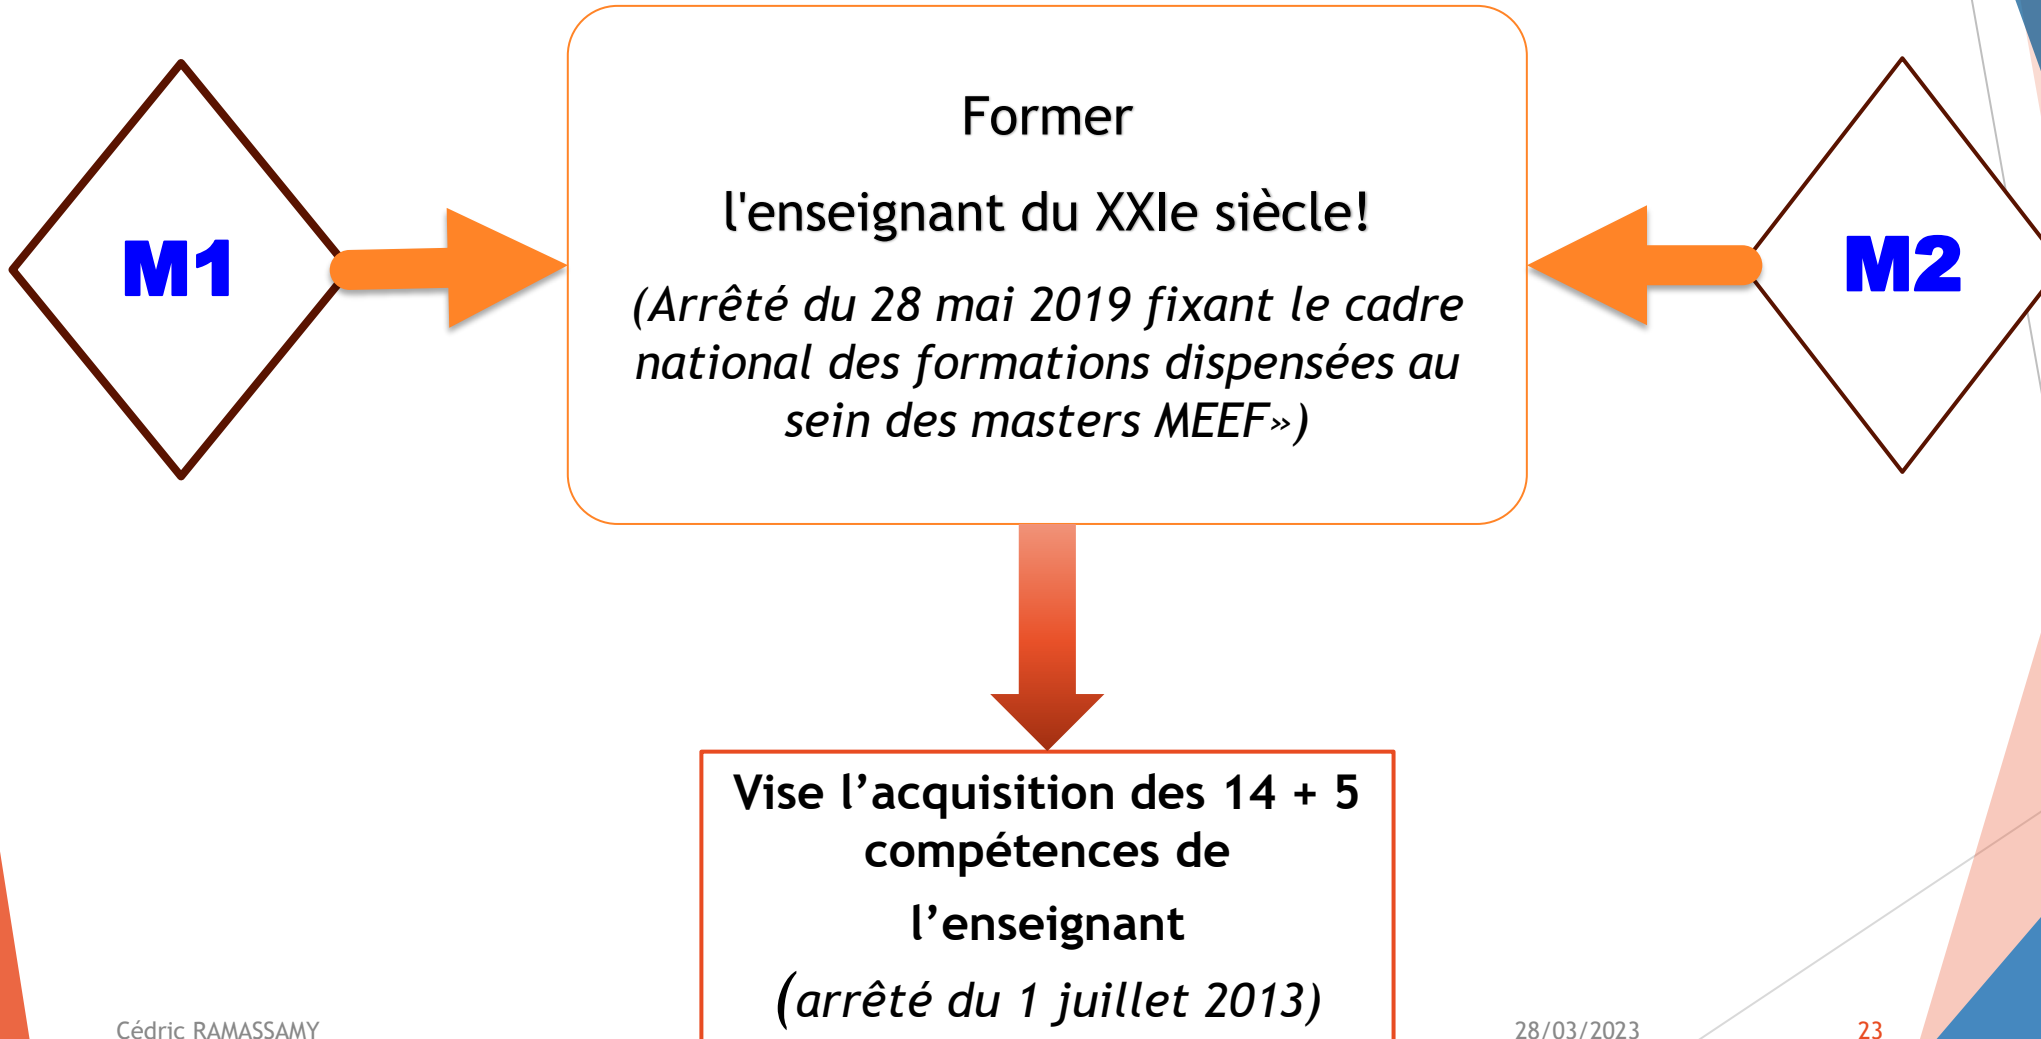 M1
Former
l'enseignant du XXIe siècle!
(Arrêté du 28 mai 2019 fixant le cadre
national des formations dispensées au
sein des masters MEEF»)
M2
Vise l’acquisition des 14 + 5
compétences de
l’enseignant
(arrêté du 1 juillet 2013)
Cédric RAMASSAMY
28/03/2023
23